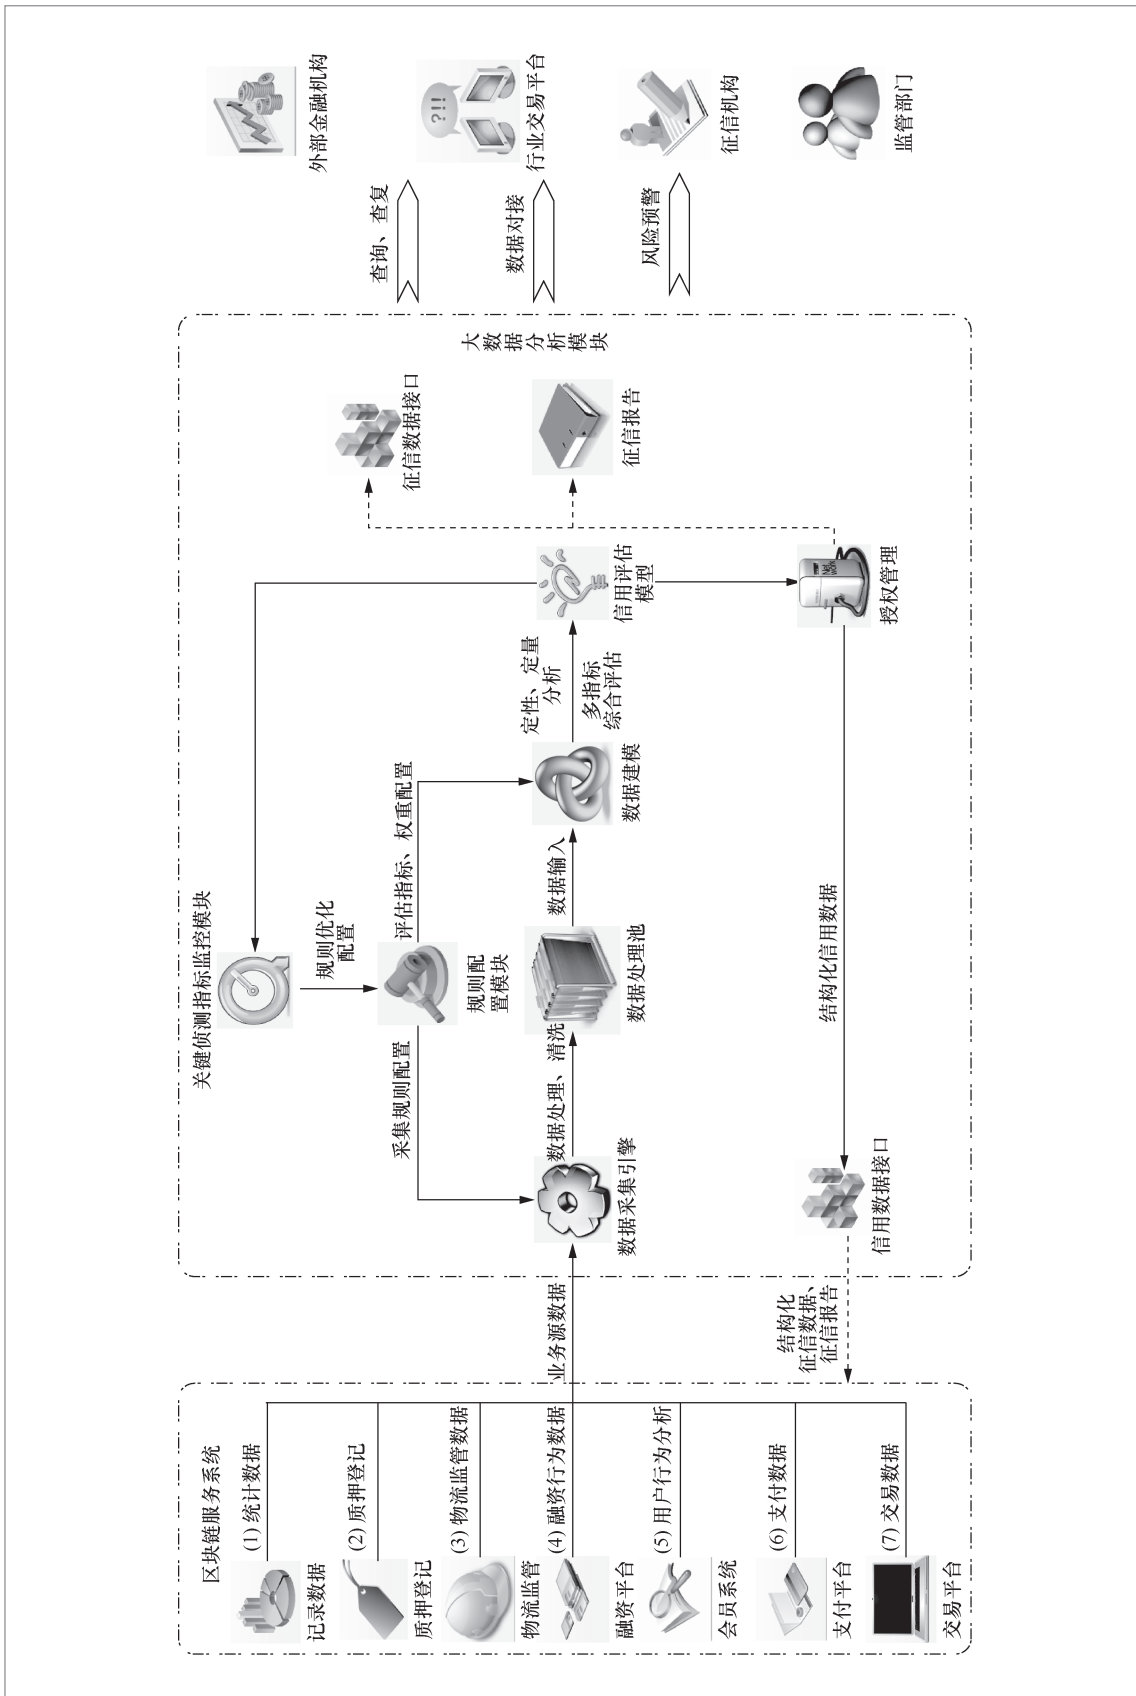 区块链服务系统
(1) 统计数据
记录数据
(2) 质押登记
质押登记
(3) 物流监管数据
物流监管
(4) 融资行为数据
融资平台
(5) 用户行为分析
会员系统
(6) 支付数据
支付平台
(7) 交易数据
交易平台
业务源数据
结构化
征信数据、
征信报告
关键侦测指标监控模块
规则优化
配置
采集规则配置
评估指标、权重配置
规则配
置模块
数据采集引擎
数据处理、清洗
数据处理池
数据输入
数据建模
定性、定量
分析
多指标
综合评估
信用评估
模型
征信数据接口
征信报告
授权管理
结构化信用数据
信用数据接口
大数据分析模块
查询、查复
数据对接
风险预警
外部金融机构
?!!
行业交易平台
征信机构
监管部门